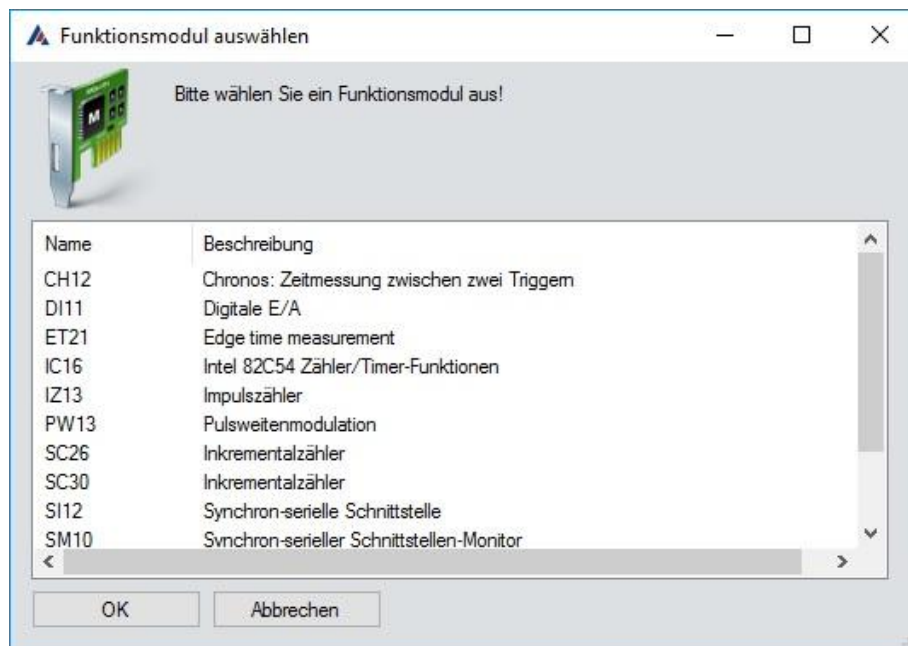 Funktionsmodul auswählen
Bitte wählen Sie ein Funktionsmodul aus!
M
Name Beschreibung
CH12 Chronos: Zeitmessung zwischen zwei Triggern
DI11 Digitale E/A
ET21 Edge time measurement
IC16 Intel 82C54 Zähler/Timer-Funktionen
IZ13 Impulszähler
PW13 Pulsweitenmodulation
SC26 Inkrementalzähler
SC30 Inkrementalzähler
SI12 Synchron-serielle Schnittstelle
SM10 Synchron-serieller Schnittstellen-Monitor
OK Abbrechen